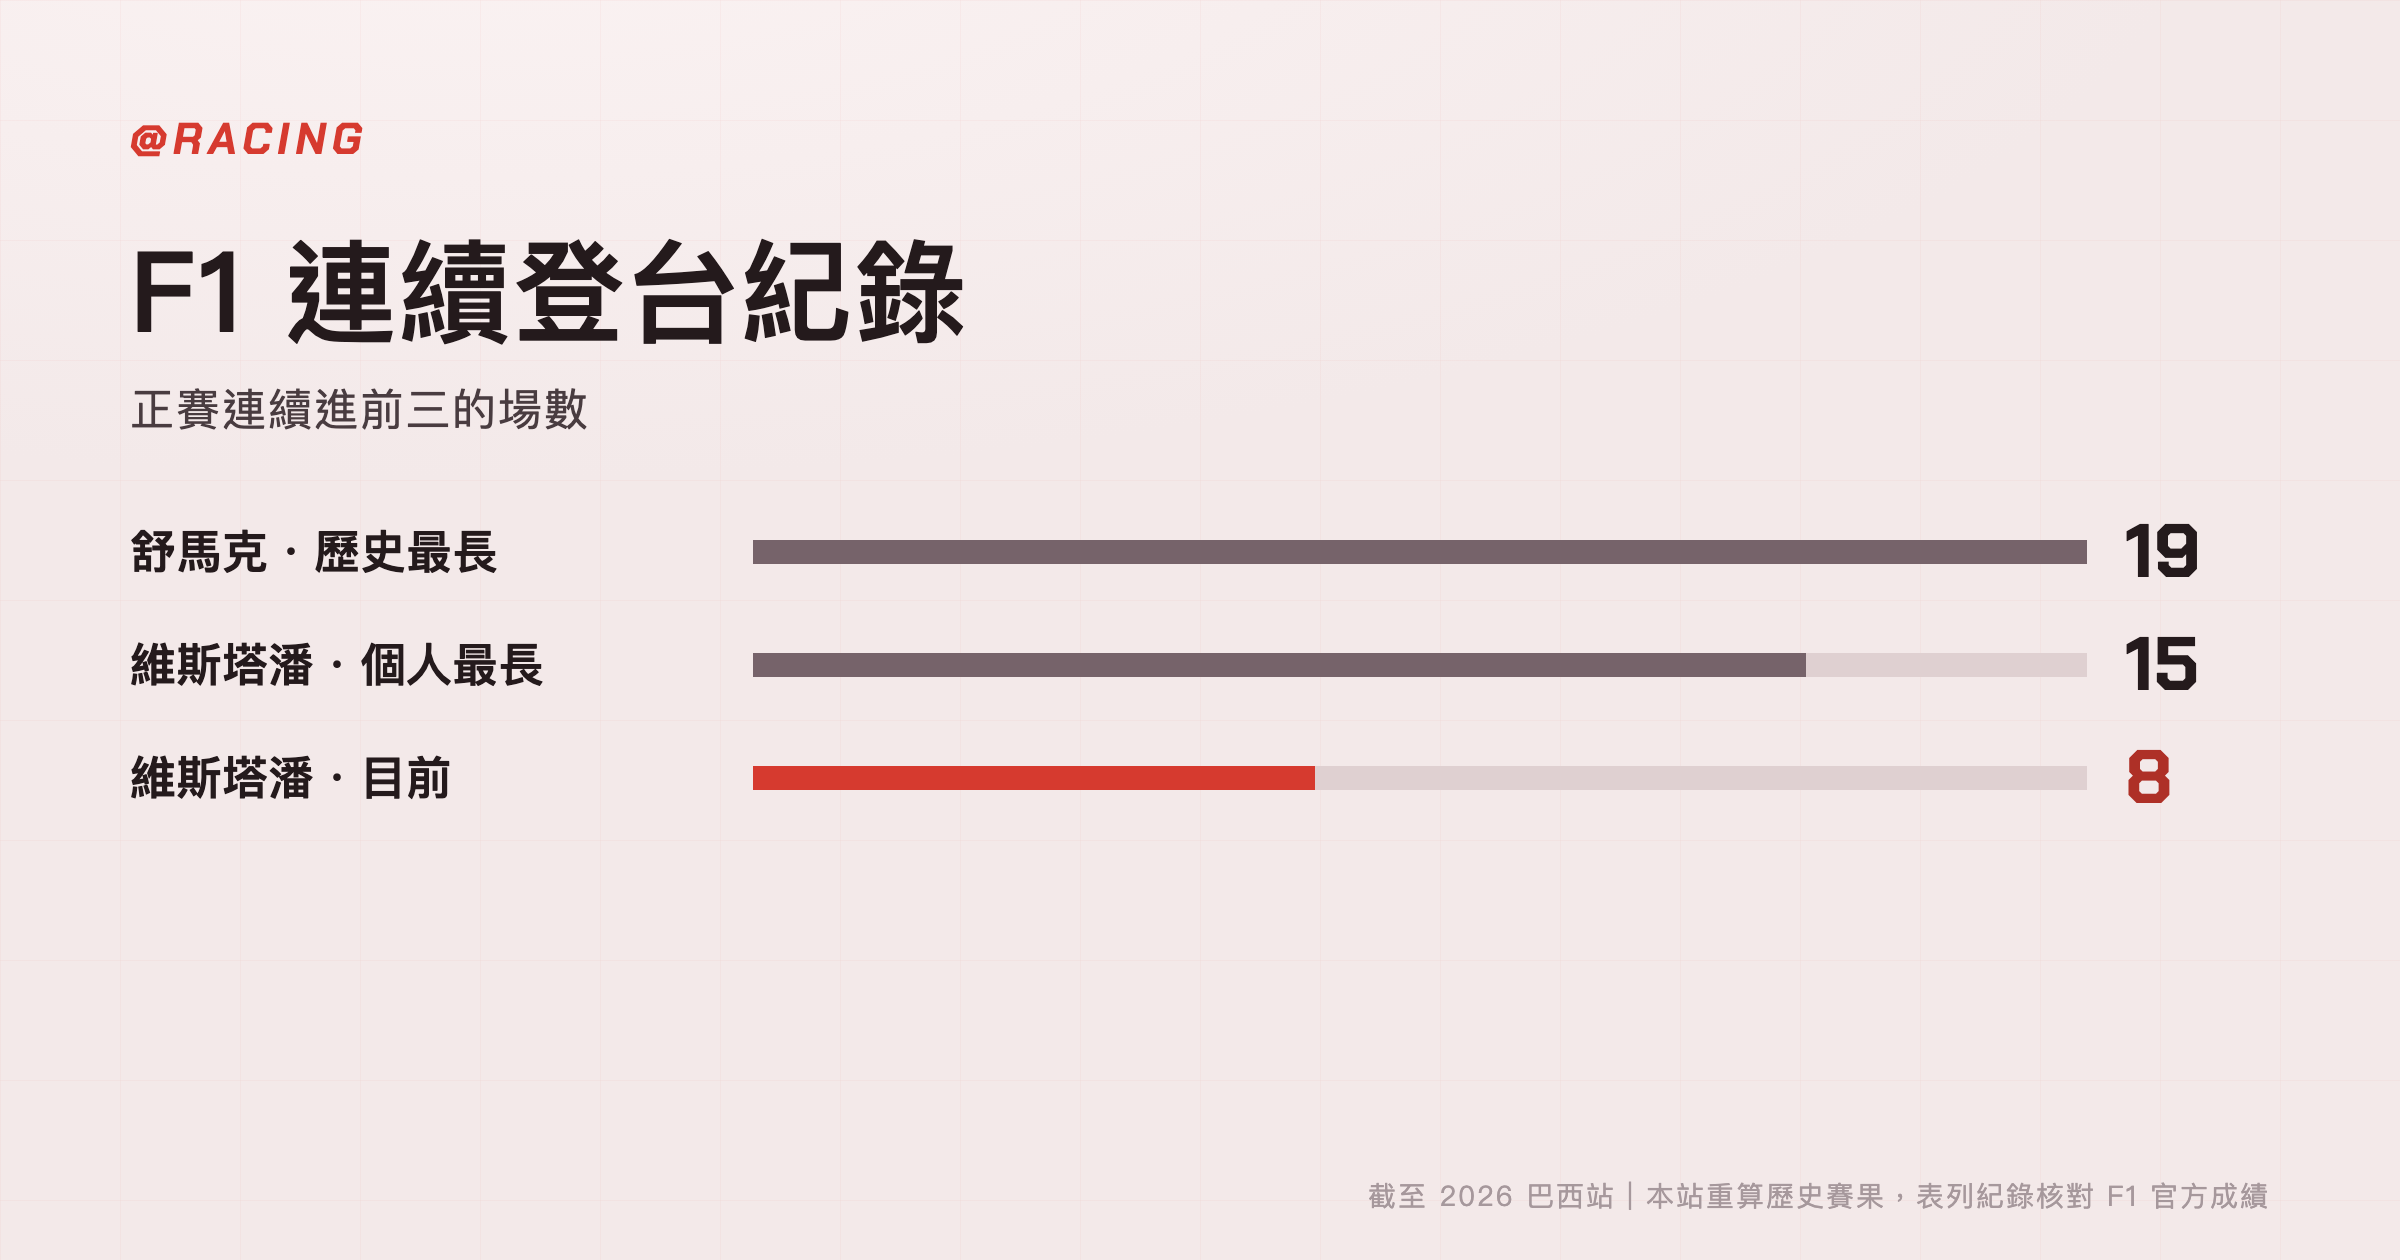 @RACING
F1 連續登台紀錄
正賽連續進前三的場數
舒馬克・歷史最長 19
維斯塔潘・個人最長 15
維斯塔潘・目前 8
截至 2026 巴西站｜本站重算歷史賽果，表列紀錄核對 F1 官方成績